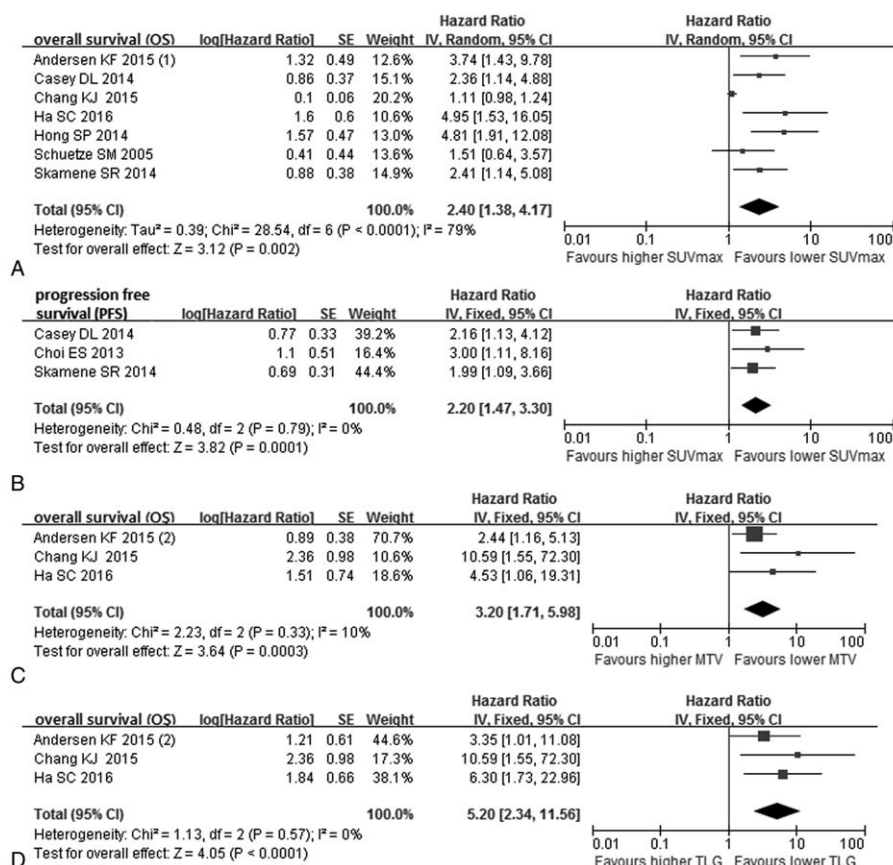 Hazard Ratio Hazard Ratio
overall survival (OS) log[Hazard Ratio] SE Weight IV, Random, 95% CI IV, Random, 95% CI
Andersen KF 2015 (1) 1.32 0.49 12.6% 3.74 [1.43, 9.78]
Casey DL 2014 0.86 0.37 15.1% 2.36 [1.14, 4.88]
Chang KJ 2015 0.1 0.06 20.2% 1.11 [0.98, 1.24]
Ha SC 2016 1.6 0.6 10.6% 4.95 [1.53, 16.05]
Hong SP 2014 1.57 0.47 13.0% 4.81 [1.91, 12.08]
Schuetze SM 2005 0.41 0.44 13.6% 1.51 [0.64, 3.57]
Skamene SR 2014 0.88 0.38 14.9% 2.41 [1.14, 5.08]
Total (95% CI) 100.0% 2.40 [1.38, 4.17]
Heterogeneity: Tau² = 0.39; Chi² = 28.54, df = 6 (P < 0.0001); I² = 79%
Test for overall effect: Z = 3.12 (P = 0.002)
0.01 0.1 1 10 100
Favours higher SUVmax Favours lower SUVmax
A
progression free Hazard Ratio Hazard Ratio
survival (PFS) log[Hazard Ratio] SE Weight IV, Fixed, 95% CI IV, Fixed, 95% CI
Casey DL 2014 0.77 0.33 39.2% 2.16 [1.13, 4.12]
Choi ES 2013 1.1 0.51 16.4% 3.00 [1.11, 8.16]
Skamene SR 2014 0.69 0.31 44.4% 1.99 [1.09, 3.66]
Total (95% CI) 100.0% 2.20 [1.47, 3.30]
Heterogeneity: Chi² = 0.48, df = 2 (P = 0.79); I² = 0%
Test for overall effect: Z = 3.82 (P = 0.0001)
0.01 0.1 1 10 100
Favours higher SUVmax Favours lower SUVmax
B
Hazard Ratio Hazard Ratio
overall survival (OS) log[Hazard Ratio] SE Weight IV, Fixed, 95% CI IV, Fixed, 95% CI
Andersen KF 2015 (2) 0.89 0.38 70.7% 2.44 [1.16, 5.13]
Chang KJ 2015 2.36 0.98 10.6% 10.59 [1.55, 72.30]
Ha SC 2016 1.51 0.74 18.6% 4.53 [1.06, 19.31]
Total (95% CI) 100.0% 3.20 [1.71, 5.98]
Heterogeneity: Chi² = 2.23, df = 2 (P = 0.33); I² = 10%
Test for overall effect: Z = 3.64 (P = 0.0003)
0.01 0.1 1 10 100
Favours higher MTV Favours lower MTV
C
Hazard Ratio Hazard Ratio
overall survival (OS) log[Hazard Ratio] SE Weight IV, Fixed, 95% CI IV, Fixed, 95% CI
Andersen KF 2015 (2) 1.21 0.61 44.6% 3.35 [1.01, 11.08]
Chang KJ 2015 2.36 0.98 17.3% 10.59 [1.55, 72.30]
Ha SC 2016 1.84 0.66 38.1% 6.30 [1.73, 22.96]
Total (95% CI) 100.0% 5.20 [2.34, 11.56]
Heterogeneity: Chi² = 1.13, df = 2 (P = 0.57); I² = 0%
Test for overall effect: Z = 4.05 (P < 0.0001)
0.01 0.1 1 10 100
Favours higher TLG Favours lower TLG
D